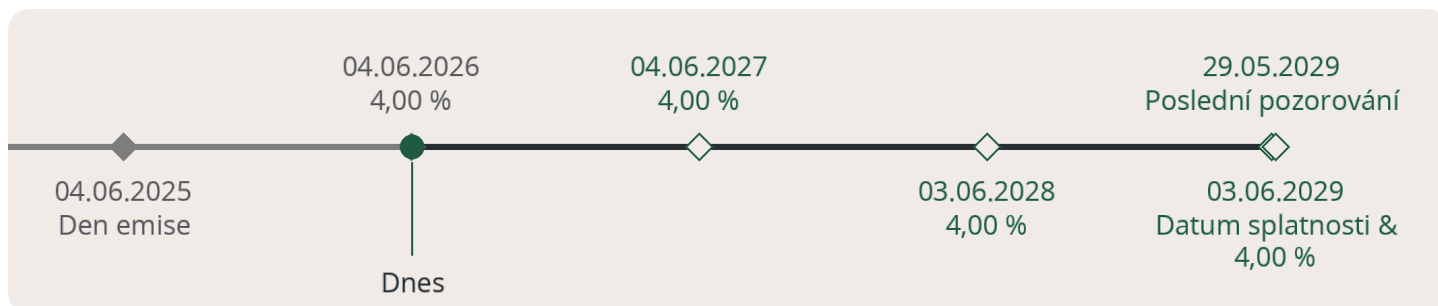 04.06.2026
4,00 %
04.06.2027
4,00 %
29.05.2029
Poslední pozorování
04.06.2025
Den emise
03.06.2028
4,00 %
03.06.2029
Datum splatnosti &
4,00 %
Dnes